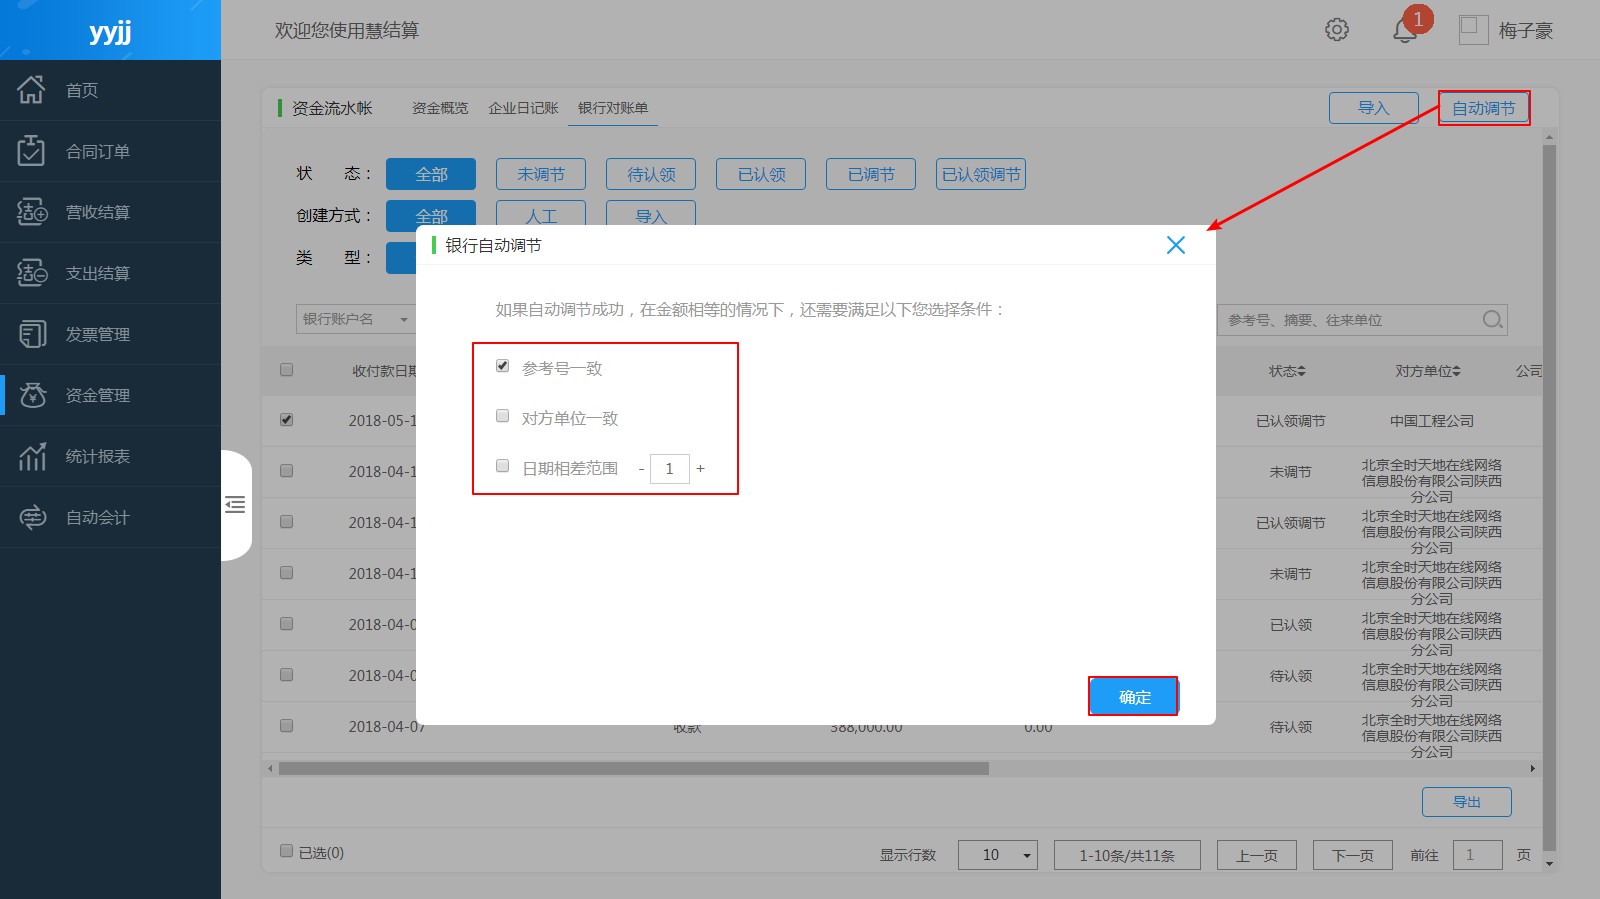 yyjj
欢迎您使用慧结算
1
梅子豪
首页
合同订单
营收结算
支出结算
发票管理
资金管理
统计报表
自动会计
资金流水帐
资金概览
企业日记账
银行对账单
导入
自动调节
状 态：
全部
未调节
待认领
已认领
已调节
已认领调节
创建方式：
全部
人工
导入
类 型：
银行自动调节
如果自动调节成功，在金额相等的情况下，还需要满足以下您选择条件：
参考号一致
对方单位一致
日期相差范围 - 1 +
确定
银行账户名
参考号、摘要、往来单位
收付款日期
状态
对方单位
公司
2018-05-1
已认领调节
中国工程公司
2018-04-1
未调节
北京全时天地在线网络
信息股份有限公司陕西
分公司
2018-04-1
已认领调节
北京全时天地在线网络
信息股份有限公司陕西
分公司
2018-04-1
未调节
北京全时天地在线网络
信息股份有限公司陕西
分公司
2018-04-0
已认领
北京全时天地在线网络
信息股份有限公司陕西
分公司
2018-04-0
待认领
北京全时天地在线网络
信息股份有限公司陕西
分公司
2018-04-07
收款
388,000.00
0.00
待认领
北京全时天地在线网络
信息股份有限公司陕西
分公司
导出
已选(0)
显示行数
10
1-10条/共11条
上一页
下一页
前往
1
页